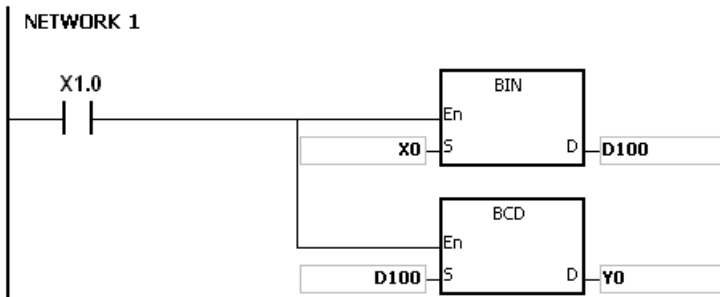 NETWORK 1
X1.0
BIN
En
X0 S D D100
BCD
En
D100 S D Y0